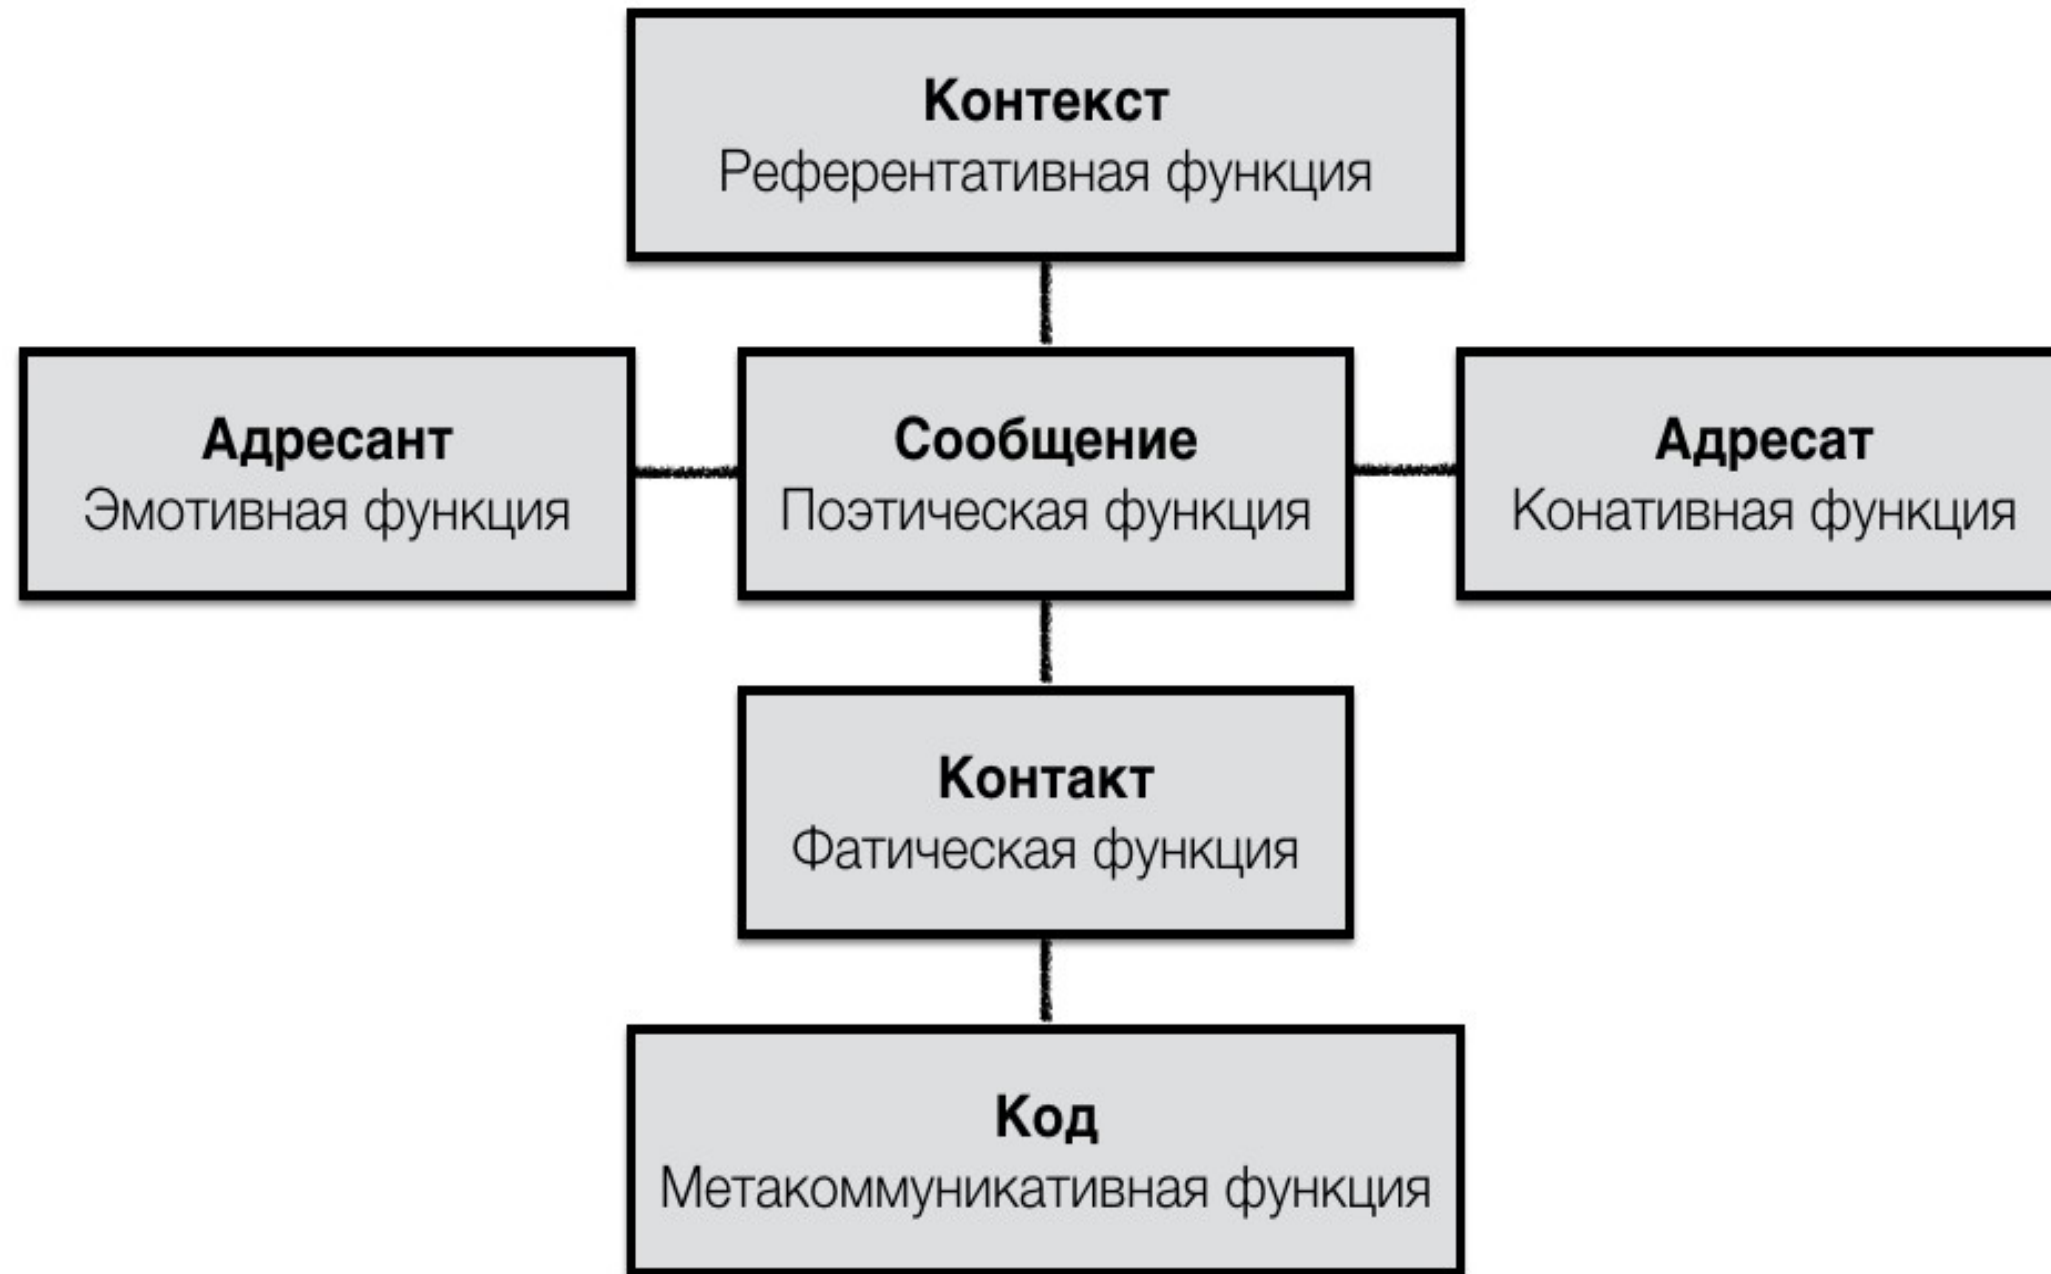 Контекст
Референтативная функция
Адресант
Эмотивная функция
Сообщение
Поэтическая функция
Адресат
Конативная функция
Контакт
Фатическая функция
Код
Метакоммуникативная функция